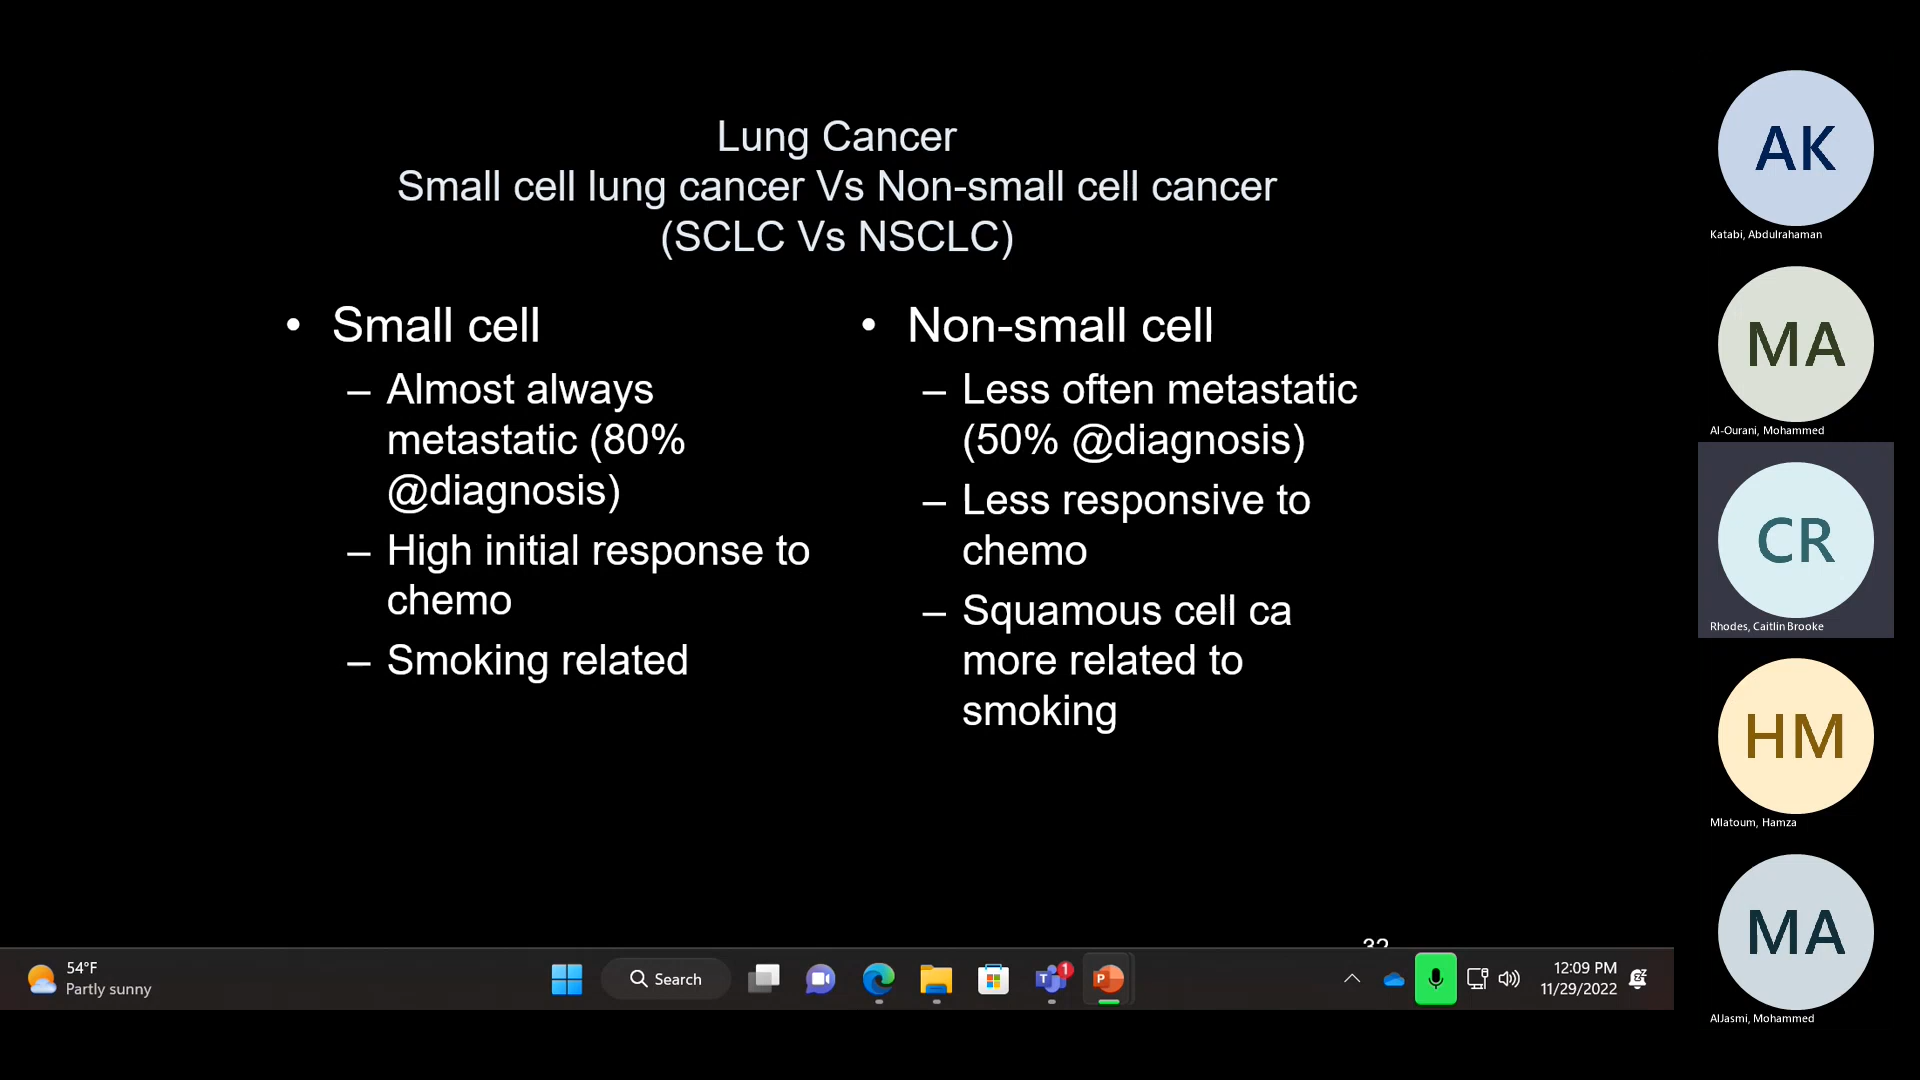 Lung Cancer
Small cell lung cancer Vs Non-small cell cancer
(SCLC Vs NSCLC)
• Small cell
– Almost always
metastatic (80%
@diagnosis)
– High initial response to
chemo
– Smoking related
• Non-small cell
– Less often metastatic
(50% @diagnosis)
– Less responsive to
chemo
– Squamous cell ca
more related to
smoking
32
AK
Katabi, Abdulrahaman
MA
Al-Ourani, Mohammed
CR
Rhodes, Caitlin Brooke
HM
Mlatoum, Hamza
MA
AlJasmi, Mohammed
54°F
Partly sunny
Search
1
12:09 PM
11/29/2022